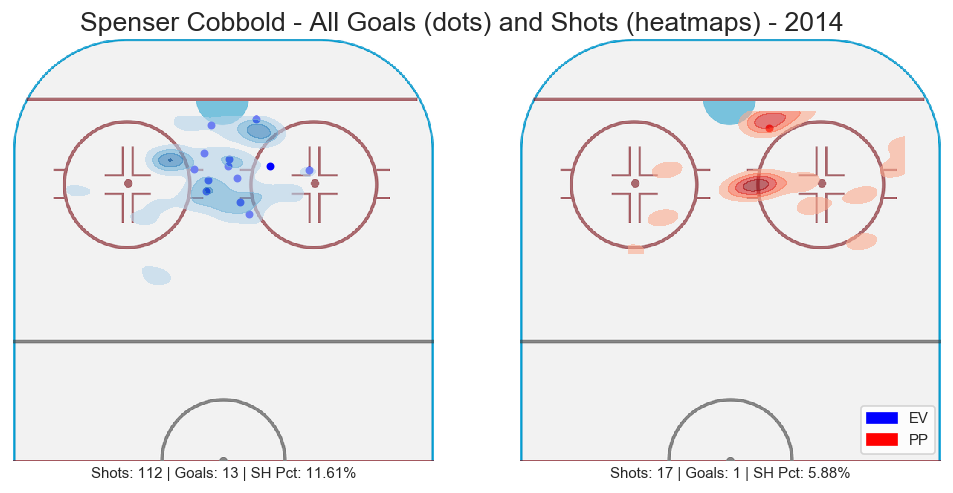 Spenser Cobbold - All Goals (dots) and Shots (heatmaps) - 2014
EV
PP
Shots: 112 | Goals: 13 | SH Pct: 11.61%
Shots: 17 | Goals: 1 | SH Pct: 5.88%